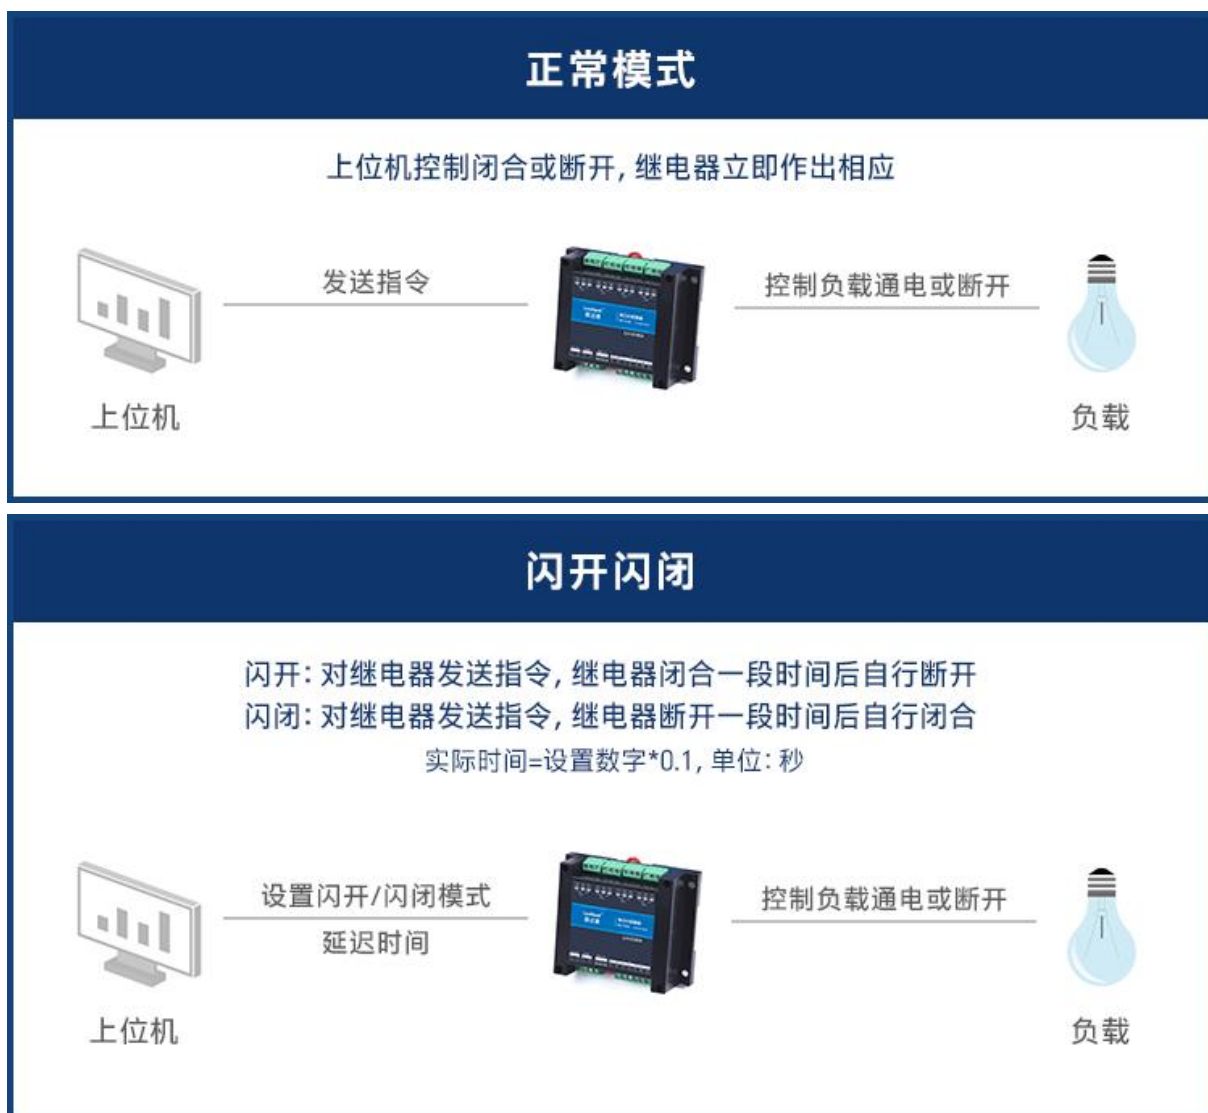 正常模式
上位机控制闭合或断开, 继电器立即作出相应
发送指令
控制负载通电或断开
上位机
负载
闪开闪闭
闪开: 对继电器发送指令, 继电器闭合一段时间后自行断开
闪闭: 对继电器发送指令, 继电器断开一段时间后自行闭合
实际时间=设置数字*0.1, 单位: 秒
设置闪开/闪闭模式
延迟时间
控制负载通电或断开
上位机
负载